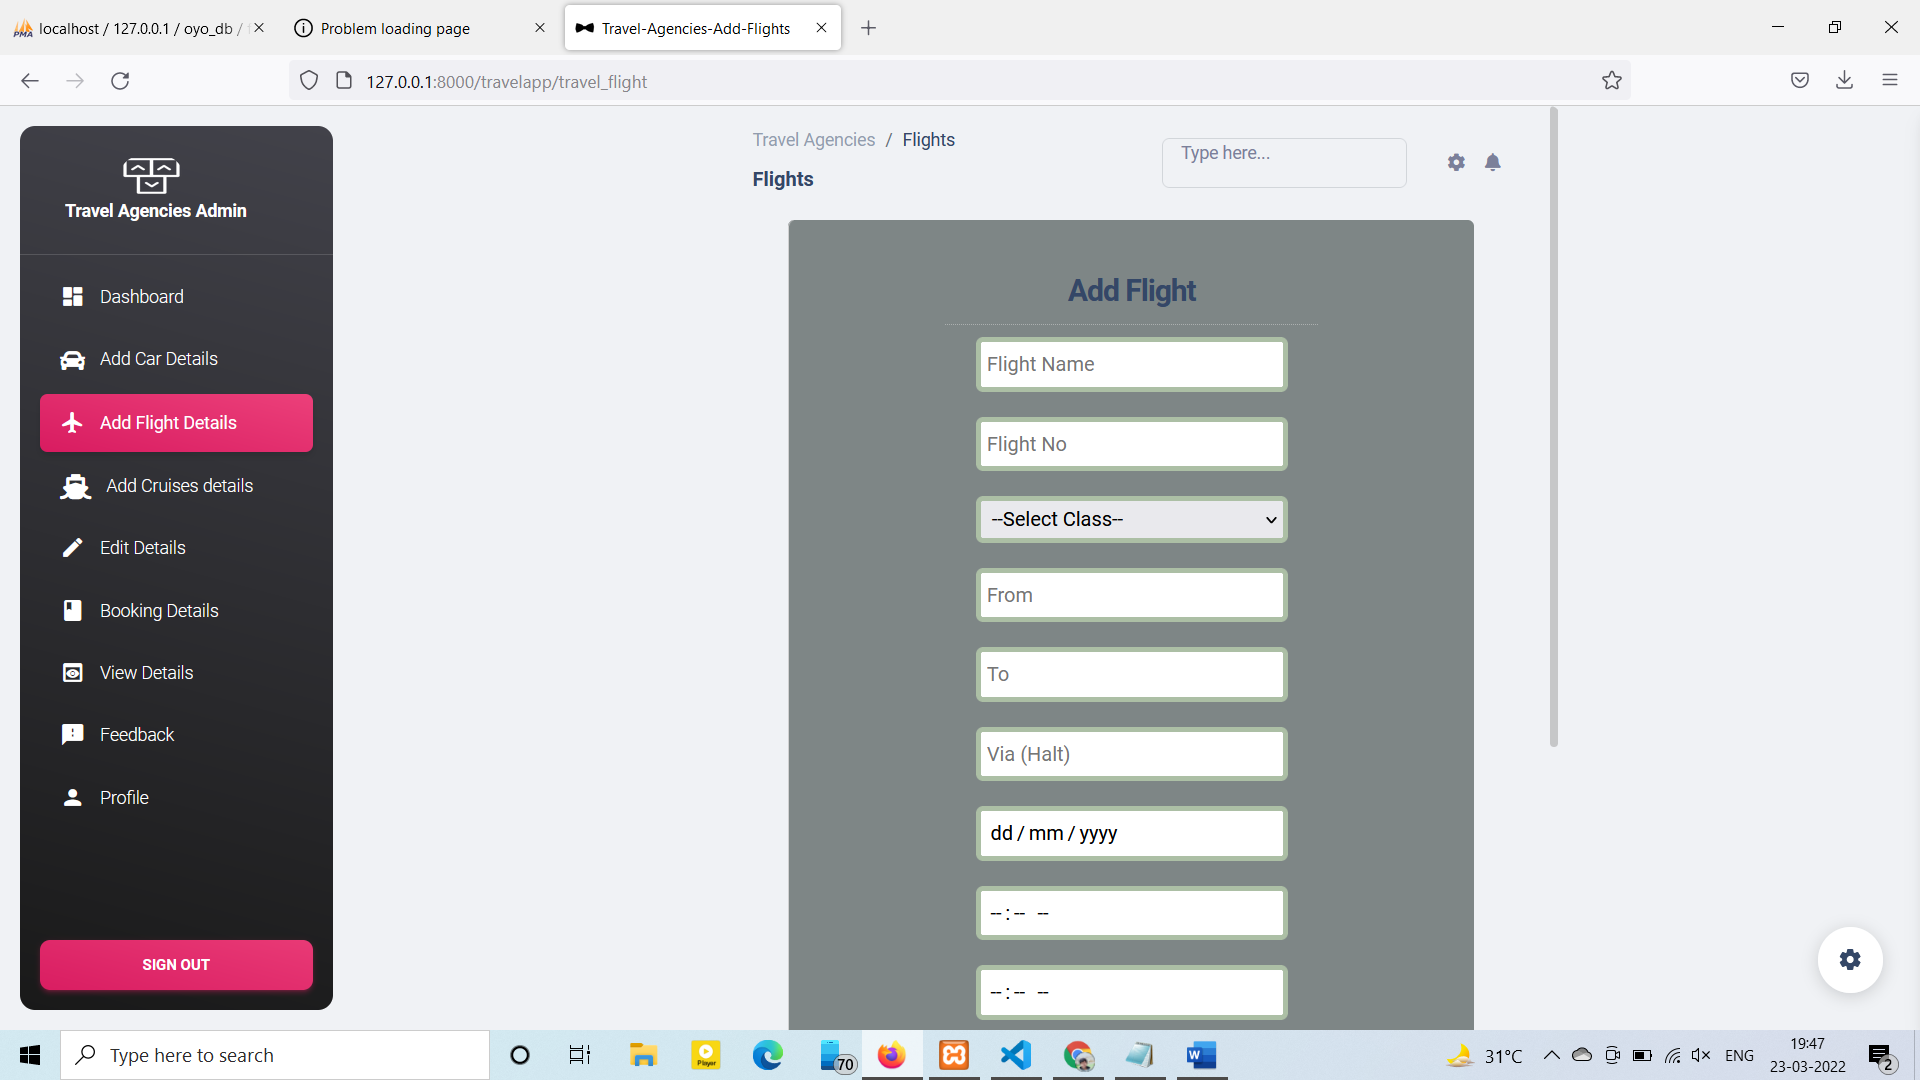 localhost / 127.0.0.1 / oyo_db /
Problem loading page
Travel-Agencies-Add-Flights
127.0.0.1:8000/travelapp/travel_flight
Travel Agencies Admin
Dashboard
Add Car Details
Add Flight Details
Add Cruises details
Edit Details
Booking Details
View Details
Feedback
Profile
SIGN OUT
Travel Agencies / Flights
Flights
Type here...
Add Flight
Flight Name
Flight No
--Select Class--
From
To
Via (Halt)
dd / mm / yyyy
-- : -- --
-- : -- --
Type here to search
Player
70
31°C
ENG
19:47
23-03-2022
2